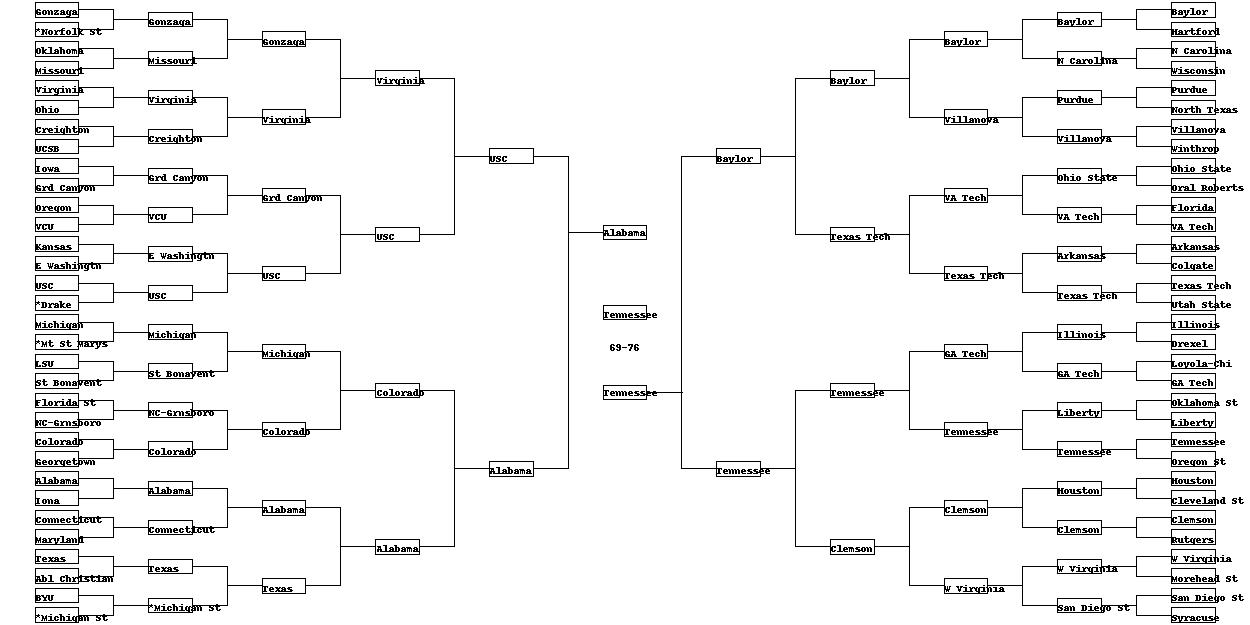 Gonzaga
*Norfolk St
Oklahoma
Missouri
Virginia
Ohio
Creighton
UCSB
Iowa
Grd Canyon
Oregon
VCU
Kansas
E Washingtn
USC
*Drake
Michigan
*Mt St Marys
LSU
St Bonavent
Florida St
NC-Grnsboro
Colorado
Georgetown
Alabama
Iona
Connecticut
Maryland
Texas
Abl Christian
BYU
*Michigan St
Gonzaga
Missouri
Virginia
Creighton
Grd Canyon
VCU
E Washingtn
USC
Michigan
St Bonavent
NC-Grnsboro
Colorado
Alabama
Connecticut
Texas
*Michigan St
Gonzaga
Virginia
Grd Canyon
USC
Michigan
Colorado
Alabama
Texas
Virginia
USC
Colorado
Alabama
USC
Alabama
Alabama
Tennessee
69-76
Tennessee
Baylor
Tennessee
Baylor
Texas Tech
Tennessee
Clemson
Baylor
Villanova
VA Tech
Texas Tech
GA Tech
Tennessee
Clemson
W Virginia
Baylor
N Carolina
Purdue
Villanova
Ohio State
VA Tech
Arkansas
Texas Tech
Illinois
GA Tech
Liberty
Tennessee
Houston
Clemson
W Virginia
San Diego St
Baylor
Hartford
N Carolina
Wisconsin
Purdue
North Texas
Villanova
Winthrop
Ohio State
Oral Roberts
Florida
VA Tech
Arkansas
Colgate
Texas Tech
Utah State
Illinois
Drexel
Loyola-Chi
GA Tech
Oklahoma St
Liberty
Tennessee
Oregon St
Houston
Cleveland St
Clemson
Rutgers
W Virginia
Morehead St
San Diego St
Syracuse